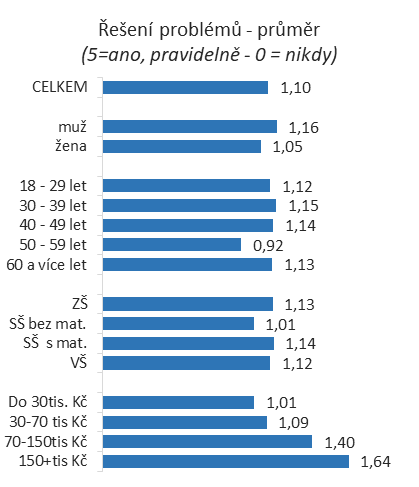 Řešení problémů - průměr
(5=ano, pravidelně - 0 = nikdy)
CELKEM 1,10
muž 1,16
žena 1,05
18 - 29 let 1,12
30 - 39 let 1,15
40 - 49 let 1,14
50 - 59 let 0,92
60 a více let 1,13
ZŠ 1,13
SŠ bez mat. 1,01
SŠ s mat. 1,14
VŠ 1,12
Do 30tis. Kč 1,01
30-70 tis Kč 1,09
70-150tis Kč 1,40
150+tis Kč 1,64